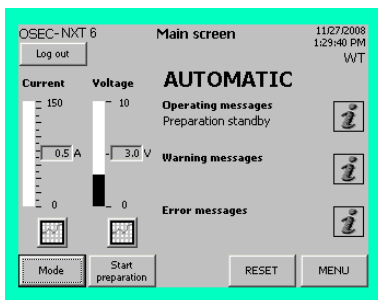 OSEC-NXT 6 Main screen 11/27/2008
1:29:40 PM
Log out WT
Current Voltage AUTOMATIC
150 10 Operating messages
Preparation standby
0.5 A 3.0 V Warning messages
0 0 Error messages
Mode Start preparation RESET MENU